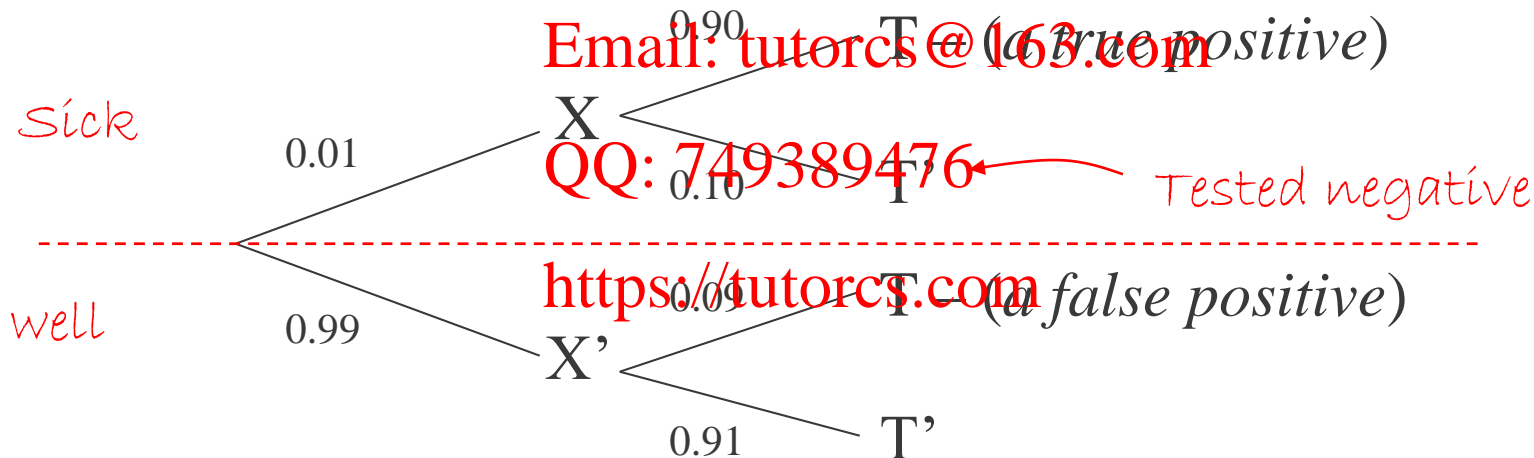 0.90
T – (a true positive)
Email: tutorcs@163.com
Sick
X
0.01
QQ: 749389476
T’
0.10
Tested negative
https://tutorcs.com
0.09
T – (a false positive)
well
0.99
X’
T’
0.91